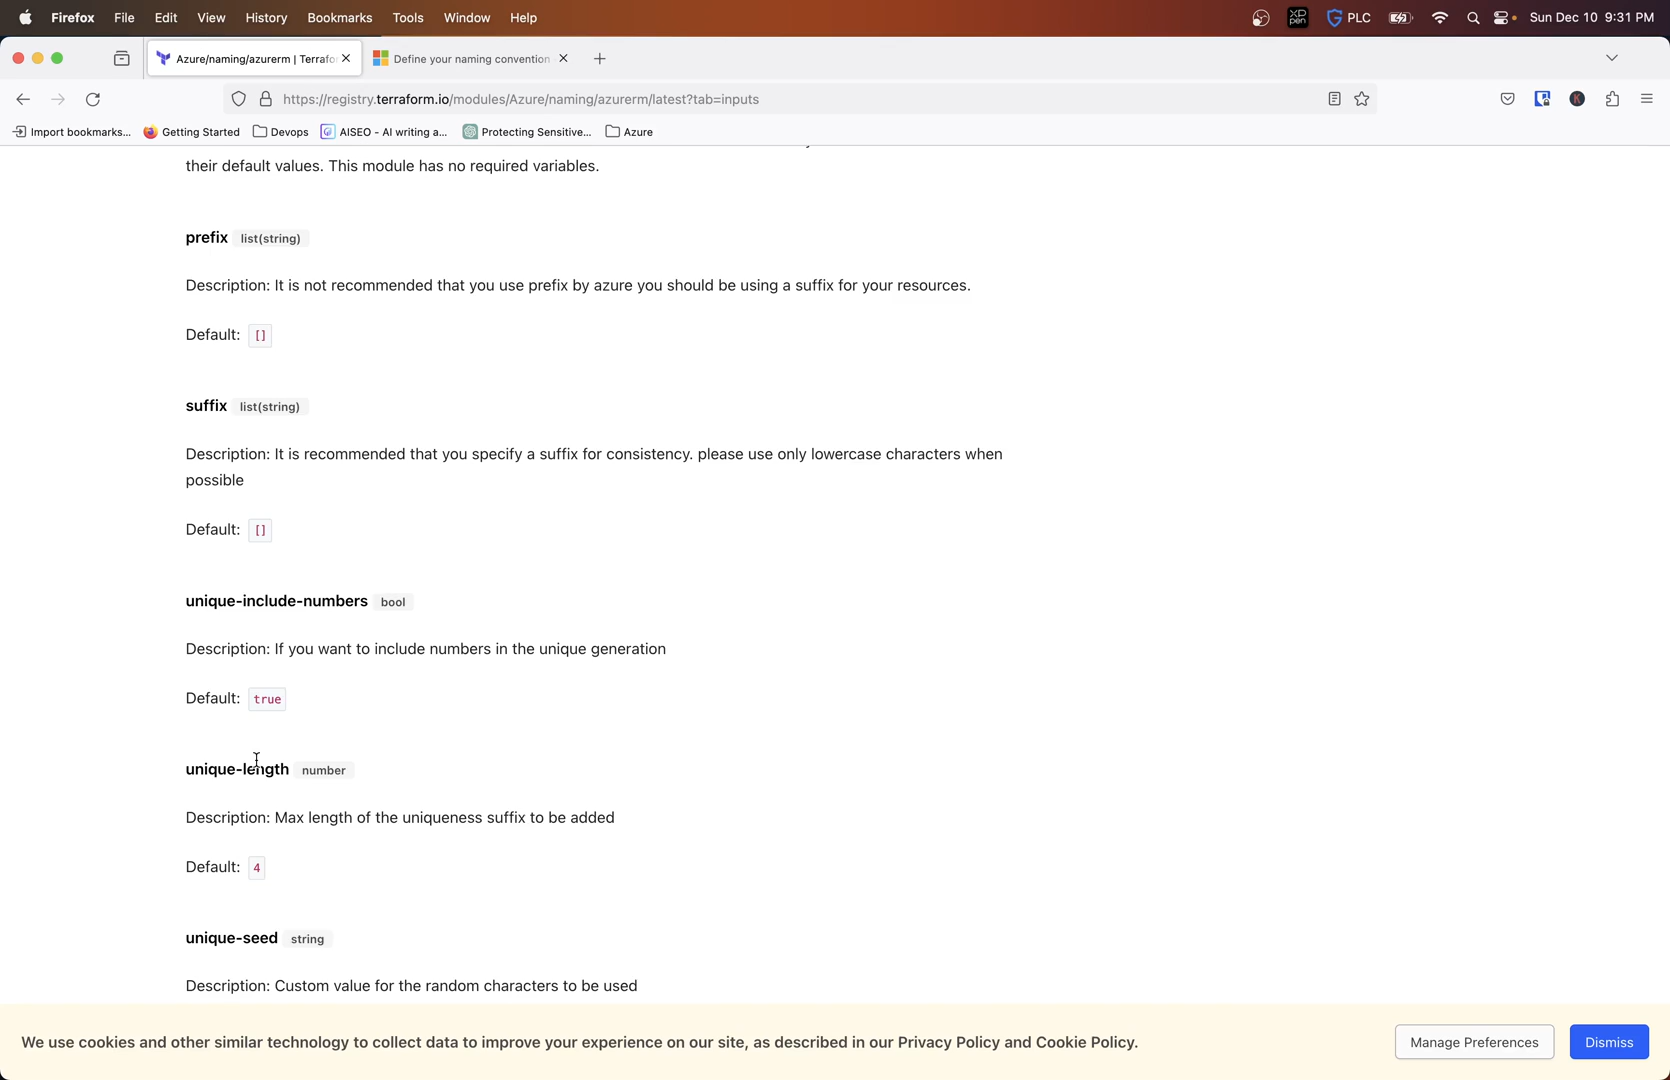 Firefox File Edit View History Bookmarks Tools Window Help PLC Sun Dec 10 9:31 PM
Azure/naming/azurerm | Terrafo Define your naming convention
https://registry.terraform.io/modules/Azure/naming/azurerm/latest?tab=inputs
Import bookmarks... Getting Started Devops AISEO - AI writing a... Protecting Sensitive... Azure
their default values. This module has no required variables.
prefix list(string)
Description: It is not recommended that you use prefix by azure you should be using a suffix for your resources.
Default: []
suffix list(string)
Description: It is recommended that you specify a suffix for consistency. please use only lowercase characters when
possible
Default: []
unique-include-numbers bool
Description: If you want to include numbers in the unique generation
Default: true
unique-length number
Description: Max length of the uniqueness suffix to be added
Default: 4
unique-seed string
Description: Custom value for the random characters to be used
We use cookies and other similar technology to collect data to improve your experience on our site, as described in our Privacy Policy and Cookie Policy. Manage Preferences Dismiss